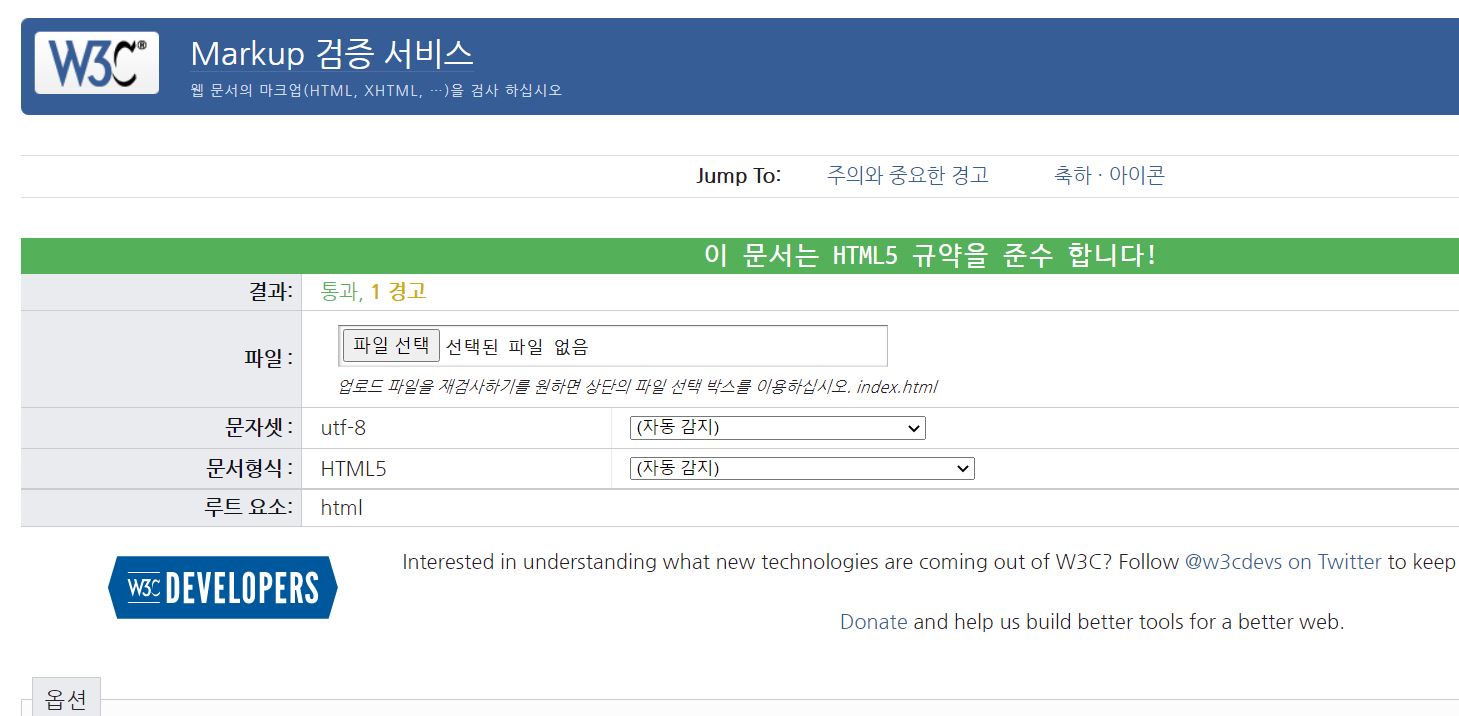 W3C®
Markup 검증 서비스
웹 문서의 마크업(HTML, XHTML, …)을 검사 하십시오
Jump To: 주의와 중요한 경고 축하 · 아이콘
이 문서는 HTML5 규약을 준수 합니다!
결과: 통과, 1 경고
파일 : 파일 선택 선택된 파일 없음
업로드 파일을 재검사하기를 원하면 상단의 파일 선택 박스를 이용하십시오. index.html
문자셋 : utf-8 (자동 감지)
문서형식 : HTML5 (자동 감지)
루트 요소: html
W3C DEVELOPERS
Interested in understanding what new technologies are coming out of W3C? Follow @w3cdevs on Twitter to keep
Donate and help us build better tools for a better web.
옵션